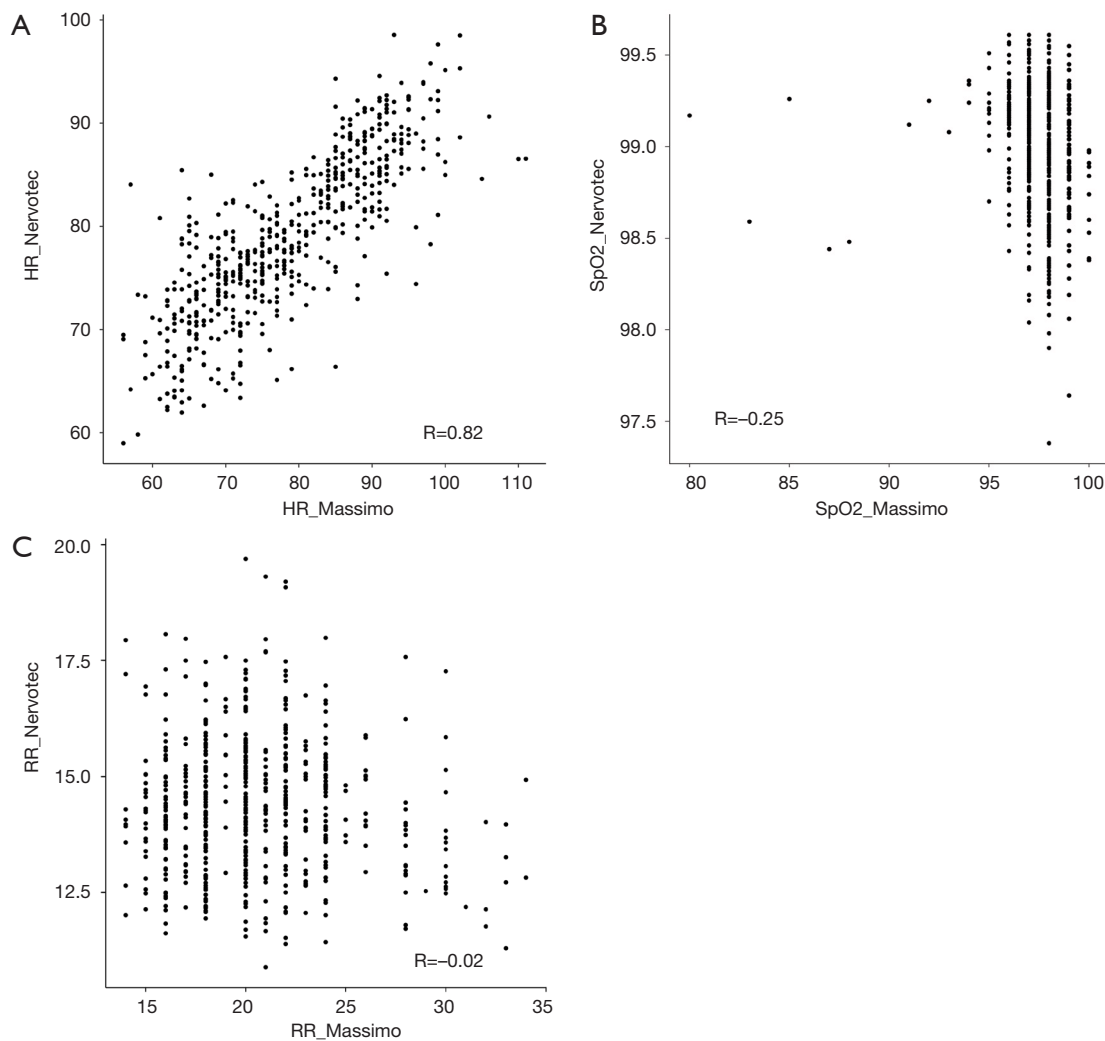 A
100
90
80
70
60
HR_Nervotec
R=0.82
60 70 80 90 100 110
HR_Massimo
B
99.5
99.0
98.5
98.0
97.5
SpO2_Nervotec
R=–0.25
80 85 90 95 100
SpO2_Massimo
C
20.0
17.5
15.0
12.5
RR_Nervotec
R=–0.02
15 20 25 30 35
RR_Massimo